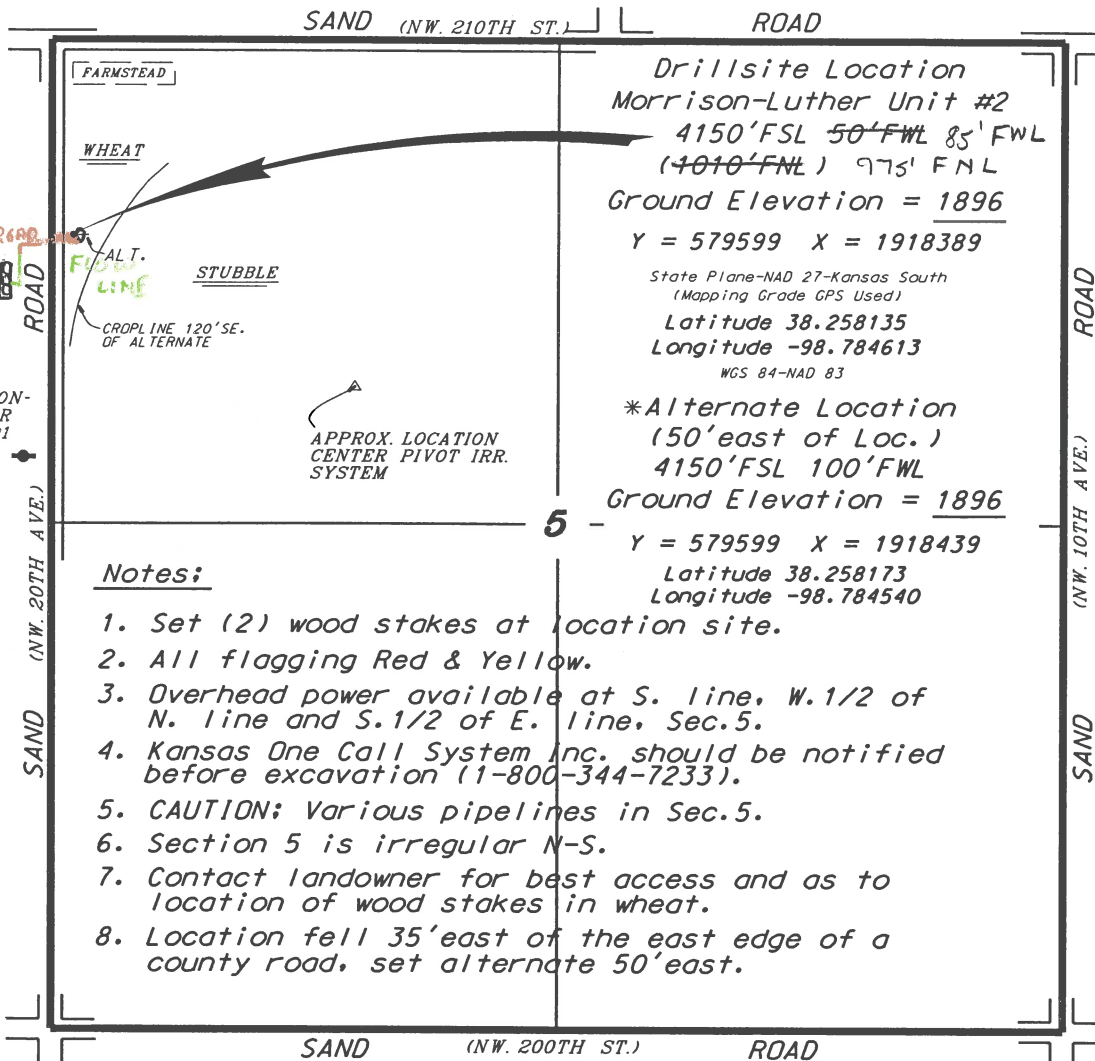 SAND (NW. 210TH ST.) ROAD
FARMSTEAD
WHEAT
ALT.
FLOW
LINE
STUBBLE
CROPLINE 120'SE.
OF ALTERNATE
APPROX. LOCATION
CENTER PIVOT IRR.
SYSTEM
Drillsite Location
Morrison-Luther Unit #2
4150'FSL 50'FWL 85'FWL
(1010'FNL) 975' FNL
Ground Elevation = 1896
Y = 579599 X = 1918389
State Plane-NAD 27-Kansas South
(Mapping Grade GPS Used)
Latitude 38.258135
Longitude -98.784613
WGS 84-NAD 83
*Alternate Location
(50'east of Loc.)
4150'FSL 100'FWL
Ground Elevation = 1896
Y = 579599 X = 1918439
Latitude 38.258173
Longitude -98.784540
5
ROAD
(NW. 20TH AVE.)
SAND
ROAD
(NW. 10TH AVE.)
SAND
Notes:
1. Set (2) wood stakes at location site.
2. All flagging Red & Yellow.
3. Overhead power available at S. line, W.1/2 of
N. line and S.1/2 of E. line, Sec.5.
4. Kansas One Call System Inc. should be notified
before excavation (1-800-344-7233).
5. CAUTION: Various pipelines in Sec.5.
6. Section 5 is irregular N-S.
7. Contact landowner for best access and as to
location of wood stakes in wheat.
8. Location fell 35'east of the east edge of a
county road, set alternate 50'east.
SAND (NW. 200TH ST.) ROAD